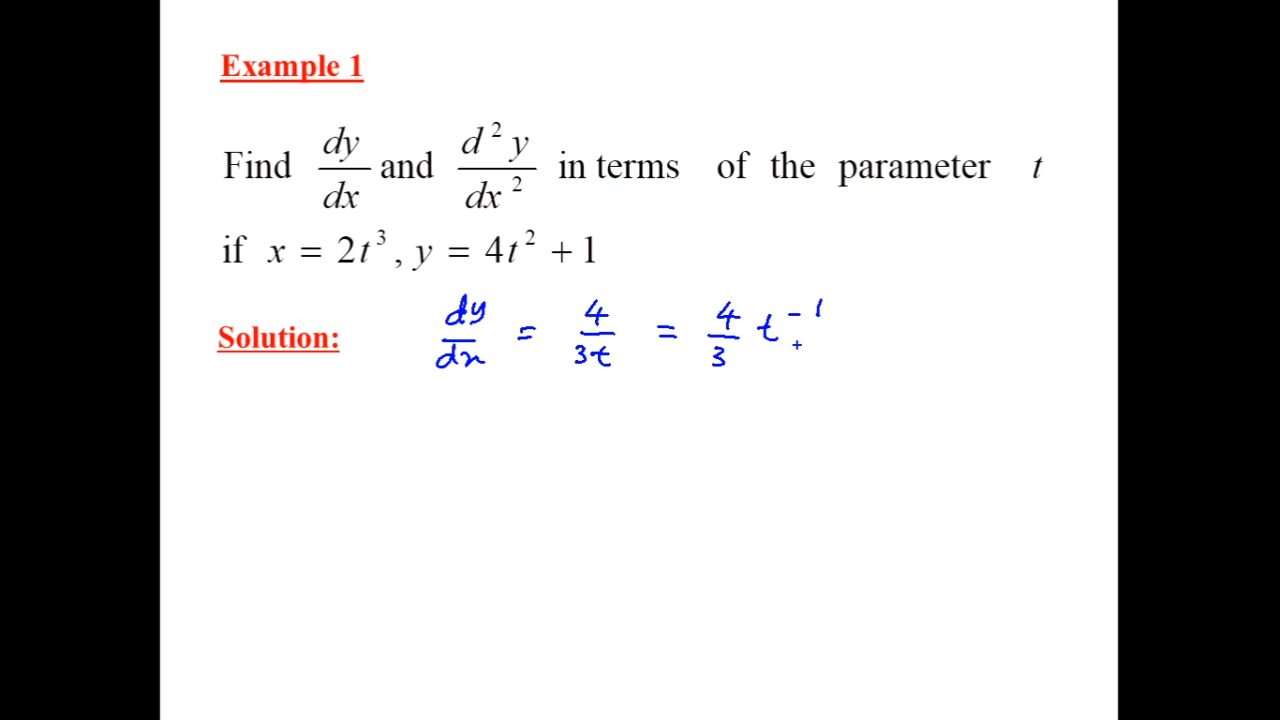 Example 1
Find dy/dx and d²y/dx² in terms of the parameter t
if x = 2t³, y = 4t² + 1
Solution: dy/dx = 4/3t = 4/3 t⁻¹